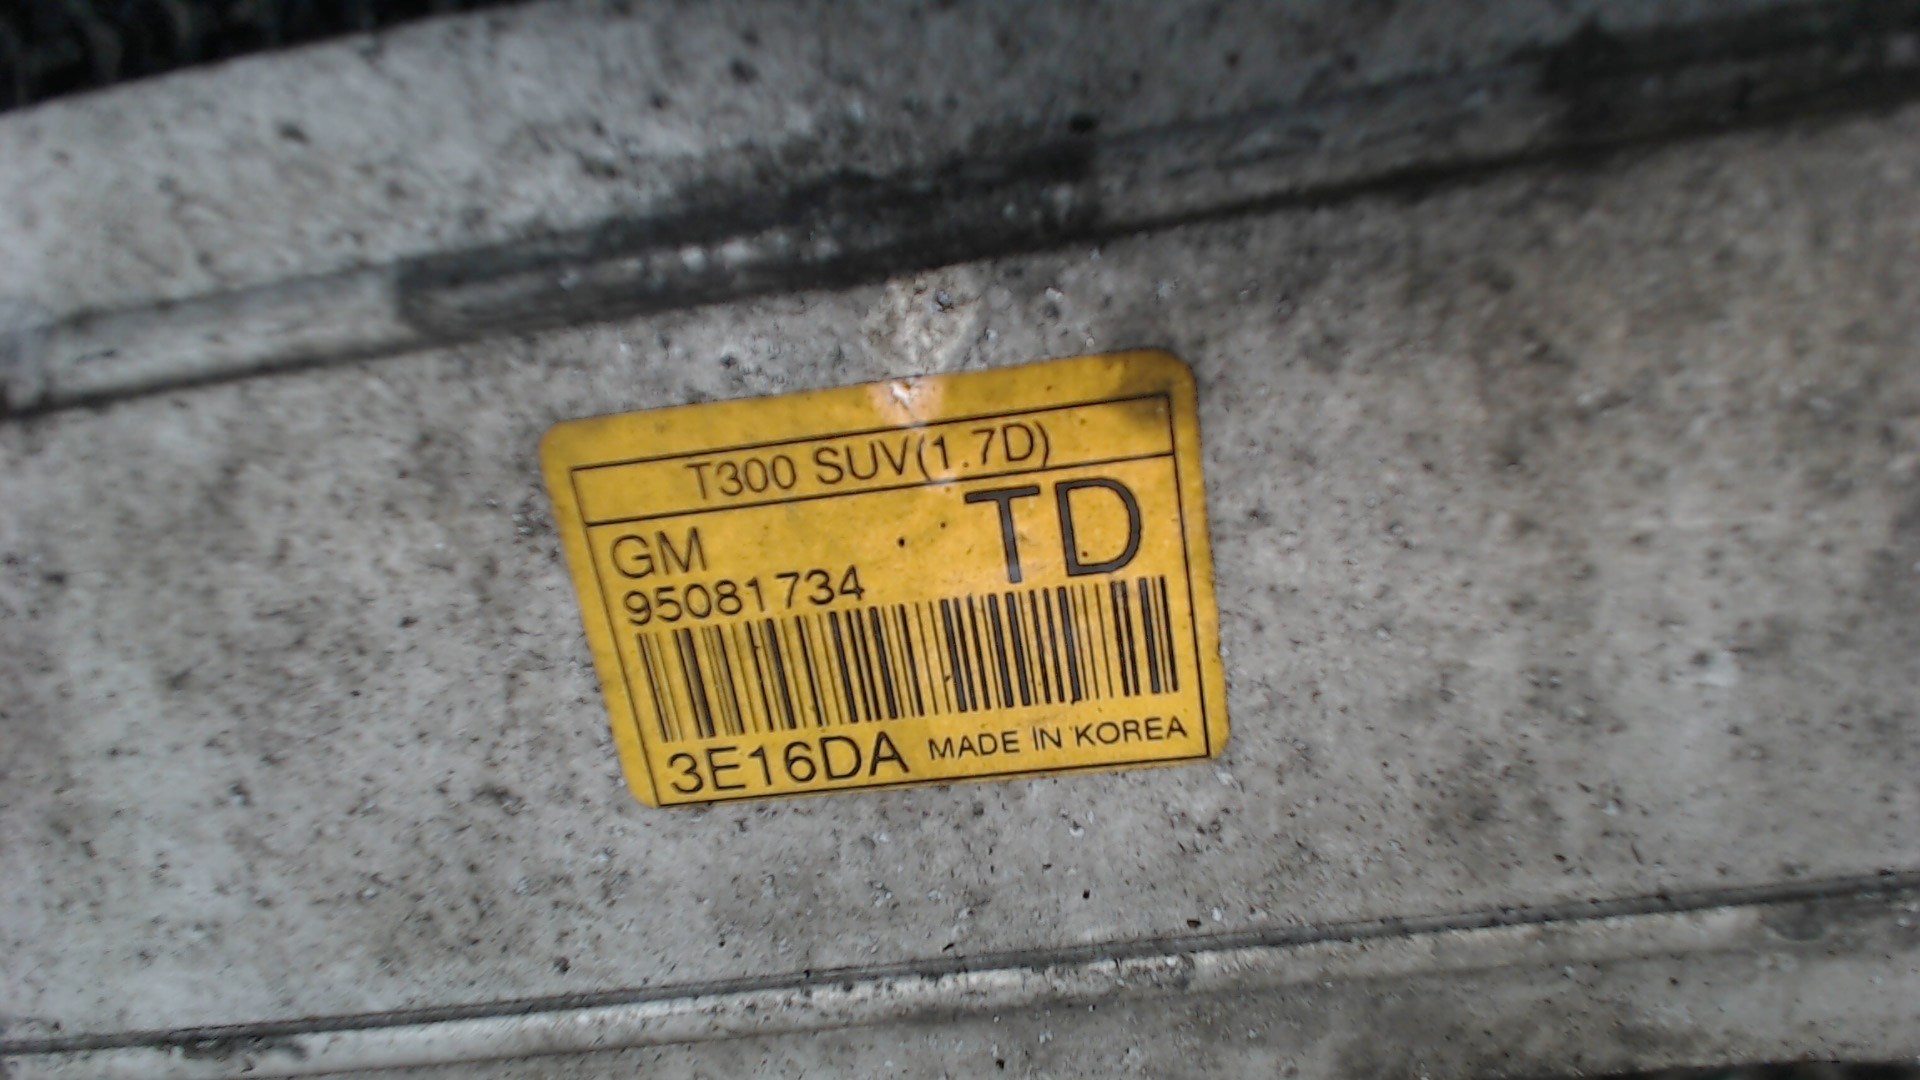 T300 SUV(1.7D)
GM TD
95081734
3E16DA MADE IN KOREA